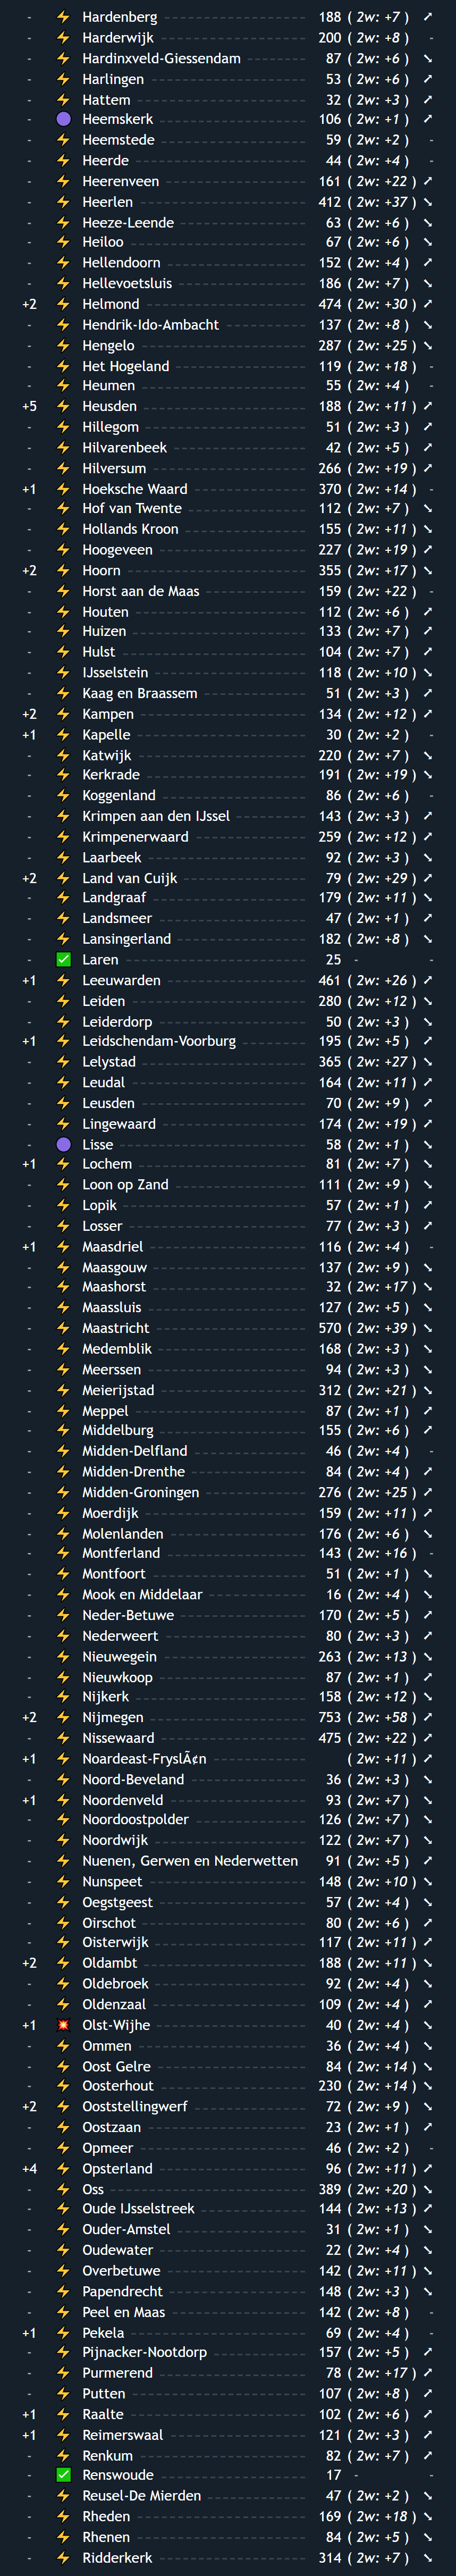 - ⚡ Hardenberg 188 ( 2w: +7 ) ↗
- ⚡ Harderwijk 200 ( 2w: +8 ) -
- ⚡ Hardinxveld-Giessendam 87 ( 2w: +6 ) ↘
- ⚡ Harlingen 53 ( 2w: +6 ) ↗
- ⚡ Hattem 32 ( 2w: +3 ) ↗
- 🟣 Heemskerk 106 ( 2w: +1 ) ↗
- ⚡ Heemstede 59 ( 2w: +2 ) -
- ⚡ Heerde 44 ( 2w: +4 ) -
- ⚡ Heerenveen 161 ( 2w: +22 ) ↗
- ⚡ Heerlen 412 ( 2w: +37 ) ↘
- ⚡ Heeze-Leende 63 ( 2w: +6 ) ↘
- ⚡ Heiloo 67 ( 2w: +6 ) ↘
- ⚡ Hellendoorn 152 ( 2w: +4 ) ↗
- ⚡ Hellevoetsluis 186 ( 2w: +7 ) ↘
+2 ⚡ Helmond 474 ( 2w: +30 ) ↗
- ⚡ Hendrik-Ido-Ambacht 137 ( 2w: +8 ) ↘
- ⚡ Hengelo 287 ( 2w: +25 ) ↘
- ⚡ Het Hogeland 119 ( 2w: +18 ) -
- ⚡ Heumen 55 ( 2w: +4 ) -
+5 ⚡ Heusden 188 ( 2w: +11 ) ↗
- ⚡ Hillegom 51 ( 2w: +3 ) ↗
- ⚡ Hilvarenbeek 42 ( 2w: +5 ) ↗
- ⚡ Hilversum 266 ( 2w: +19 ) ↗
+1 ⚡ Hoeksche Waard 370 ( 2w: +14 ) -
- ⚡ Hof van Twente 112 ( 2w: +7 ) ↘
- ⚡ Hollands Kroon 155 ( 2w: +11 ) ↘
- ⚡ Hoogeveen 227 ( 2w: +19 ) ↗
+2 ⚡ Hoorn 355 ( 2w: +17 ) ↘
- ⚡ Horst aan de Maas 159 ( 2w: +22 ) -
- ⚡ Houten 112 ( 2w: +6 ) ↗
- ⚡ Huizen 133 ( 2w: +7 ) ↗
- ⚡ Hulst 104 ( 2w: +7 ) ↗
- ⚡ IJsselstein 118 ( 2w: +10 ) ↘
- ⚡ Kaag en Braassem 51 ( 2w: +3 ) ↗
+2 ⚡ Kampen 134 ( 2w: +12 ) ↗
+1 ⚡ Kapelle 30 ( 2w: +2 ) -
- ⚡ Katwijk 220 ( 2w: +7 ) ↘
- ⚡ Kerkrade 191 ( 2w: +19 ) ↘
- ⚡ Koggenland 86 ( 2w: +6 ) -
- ⚡ Krimpen aan den IJssel 143 ( 2w: +3 ) ↗
- ⚡ Krimpenerwaard 259 ( 2w: +12 ) ↗
- ⚡ Laarbeek 92 ( 2w: +3 ) ↘
+2 ⚡ Land van Cuijk 79 ( 2w: +29 ) ↗
- ⚡ Landgraaf 179 ( 2w: +11 ) ↘
- ⚡ Landsmeer 47 ( 2w: +1 ) ↗
- ⚡ Lansingerland 182 ( 2w: +8 ) ↘
- ✅ Laren 25 - -
+1 ⚡ Leeuwarden 461 ( 2w: +26 ) ↗
- ⚡ Leiden 280 ( 2w: +12 ) ↘
- ⚡ Leiderdorp 50 ( 2w: +3 ) ↘
+1 ⚡ Leidschendam-Voorburg 195 ( 2w: +5 ) ↗
- ⚡ Lelystad 365 ( 2w: +27 ) ↘
- ⚡ Leudal 164 ( 2w: +11 ) ↗
- ⚡ Leusden 70 ( 2w: +9 ) ↗
- ⚡ Lingewaard 174 ( 2w: +19 ) ↗
- 🟣 Lisse 58 ( 2w: +1 ) ↘
+1 ⚡ Lochem 81 ( 2w: +7 ) ↘
- ⚡ Loon op Zand 111 ( 2w: +9 ) ↘
- ⚡ Lopik 57 ( 2w: +1 ) ↗
- ⚡ Losser 77 ( 2w: +3 ) ↗
+1 ⚡ Maasdriel 116 ( 2w: +4 ) -
- ⚡ Maasgouw 137 ( 2w: +9 ) ↘
- ⚡ Maashorst 32 ( 2w: +17 ) ↘
- ⚡ Maassluis 127 ( 2w: +5 ) ↘
- ⚡ Maastricht 570 ( 2w: +39 ) ↘
- ⚡ Medemblik 168 ( 2w: +3 ) ↘
- ⚡ Meerssen 94 ( 2w: +3 ) ↘
- ⚡ Meierijstad 312 ( 2w: +21 ) ↘
- ⚡ Meppel 87 ( 2w: +1 ) ↗
- ⚡ Middelburg 155 ( 2w: +6 ) ↗
- ⚡ Midden-Delfland 46 ( 2w: +4 ) -
- ⚡ Midden-Drenthe 84 ( 2w: +4 ) ↗
- ⚡ Midden-Groningen 276 ( 2w: +25 ) ↗
- ⚡ Moerdijk 159 ( 2w: +11 ) ↗
- ⚡ Molenlanden 176 ( 2w: +6 ) ↘
- ⚡ Montferland 143 ( 2w: +16 ) -
- ⚡ Montfoort 51 ( 2w: +1 ) ↘
- ⚡ Mook en Middelaar 16 ( 2w: +4 ) ↘
- ⚡ Neder-Betuwe 170 ( 2w: +5 ) ↗
- ⚡ Nederweert 80 ( 2w: +3 ) ↗
- ⚡ Nieuwegein 263 ( 2w: +13 ) ↘
- ⚡ Nieuwkoop 87 ( 2w: +1 ) ↗
- ⚡ Nijkerk 158 ( 2w: +12 ) ↘
+2 ⚡ Nijmegen 753 ( 2w: +58 ) ↗
- ⚡ Nissewaard 475 ( 2w: +22 ) ↗
+1 ⚡ Noardeast-FryslÃ¢n ( 2w: +11 ) ↗
- ⚡ Noord-Beveland 36 ( 2w: +3 ) ↘
+1 ⚡ Noordenveld 93 ( 2w: +7 ) ↘
- ⚡ Noordoostpolder 126 ( 2w: +7 ) ↘
- ⚡ Noordwijk 122 ( 2w: +7 ) ↘
- ⚡ Nuenen, Gerwen en Nederwetten 91 ( 2w: +5 ) ↗
- ⚡ Nunspeet 148 ( 2w: +10 ) ↘
- ⚡ Oegstgeest 57 ( 2w: +4 ) ↘
- ⚡ Oirschot 80 ( 2w: +6 ) ↗
- ⚡ Oisterwijk 117 ( 2w: +11 ) ↗
+2 ⚡ Oldambt 188 ( 2w: +11 ) ↘
- ⚡ Oldebroek 92 ( 2w: +4 ) ↘
- ⚡ Oldenzaal 109 ( 2w: +4 ) ↗
+1 💥 Olst-Wijhe 40 ( 2w: +4 ) ↘
- ⚡ Ommen 36 ( 2w: +4 ) ↘
- ⚡ Oost Gelre 84 ( 2w: +14 ) ↘
- ⚡ Oosterhout 230 ( 2w: +14 ) ↘
+2 ⚡ Ooststellingwerf 72 ( 2w: +9 ) ↘
- ⚡ Oostzaan 23 ( 2w: +1 ) ↗
- ⚡ Opmeer 46 ( 2w: +2 ) -
+4 ⚡ Opsterland 96 ( 2w: +11 ) ↗
- ⚡ Oss 389 ( 2w: +20 ) ↘
- ⚡ Oude IJsselstreek 144 ( 2w: +13 ) ↗
- ⚡ Ouder-Amstel 31 ( 2w: +1 ) ↘
- ⚡ Oudewater 22 ( 2w: +4 ) ↘
- ⚡ Overbetuwe 142 ( 2w: +11 ) ↘
- ⚡ Papendrecht 148 ( 2w: +3 ) ↘
- ⚡ Peel en Maas 142 ( 2w: +8 ) -
+1 ⚡ Pekela 69 ( 2w: +4 ) -
- ⚡ Pijnacker-Nootdorp 157 ( 2w: +5 ) ↗
- ⚡ Purmerend 78 ( 2w: +17 ) ↗
- ⚡ Putten 107 ( 2w: +8 ) ↗
+1 ⚡ Raalte 102 ( 2w: +6 ) ↗
+1 ⚡ Reimerswaal 121 ( 2w: +3 ) ↗
- ⚡ Renkum 82 ( 2w: +7 ) ↗
- ✅ Renswoude 17 - -
- ⚡ Reusel-De Mierden 47 ( 2w: +2 ) ↘
- ⚡ Rheden 169 ( 2w: +18 ) ↘
- ⚡ Rhenen 84 ( 2w: +5 ) ↘
- ⚡ Ridderkerk 314 ( 2w: +7 ) ↘